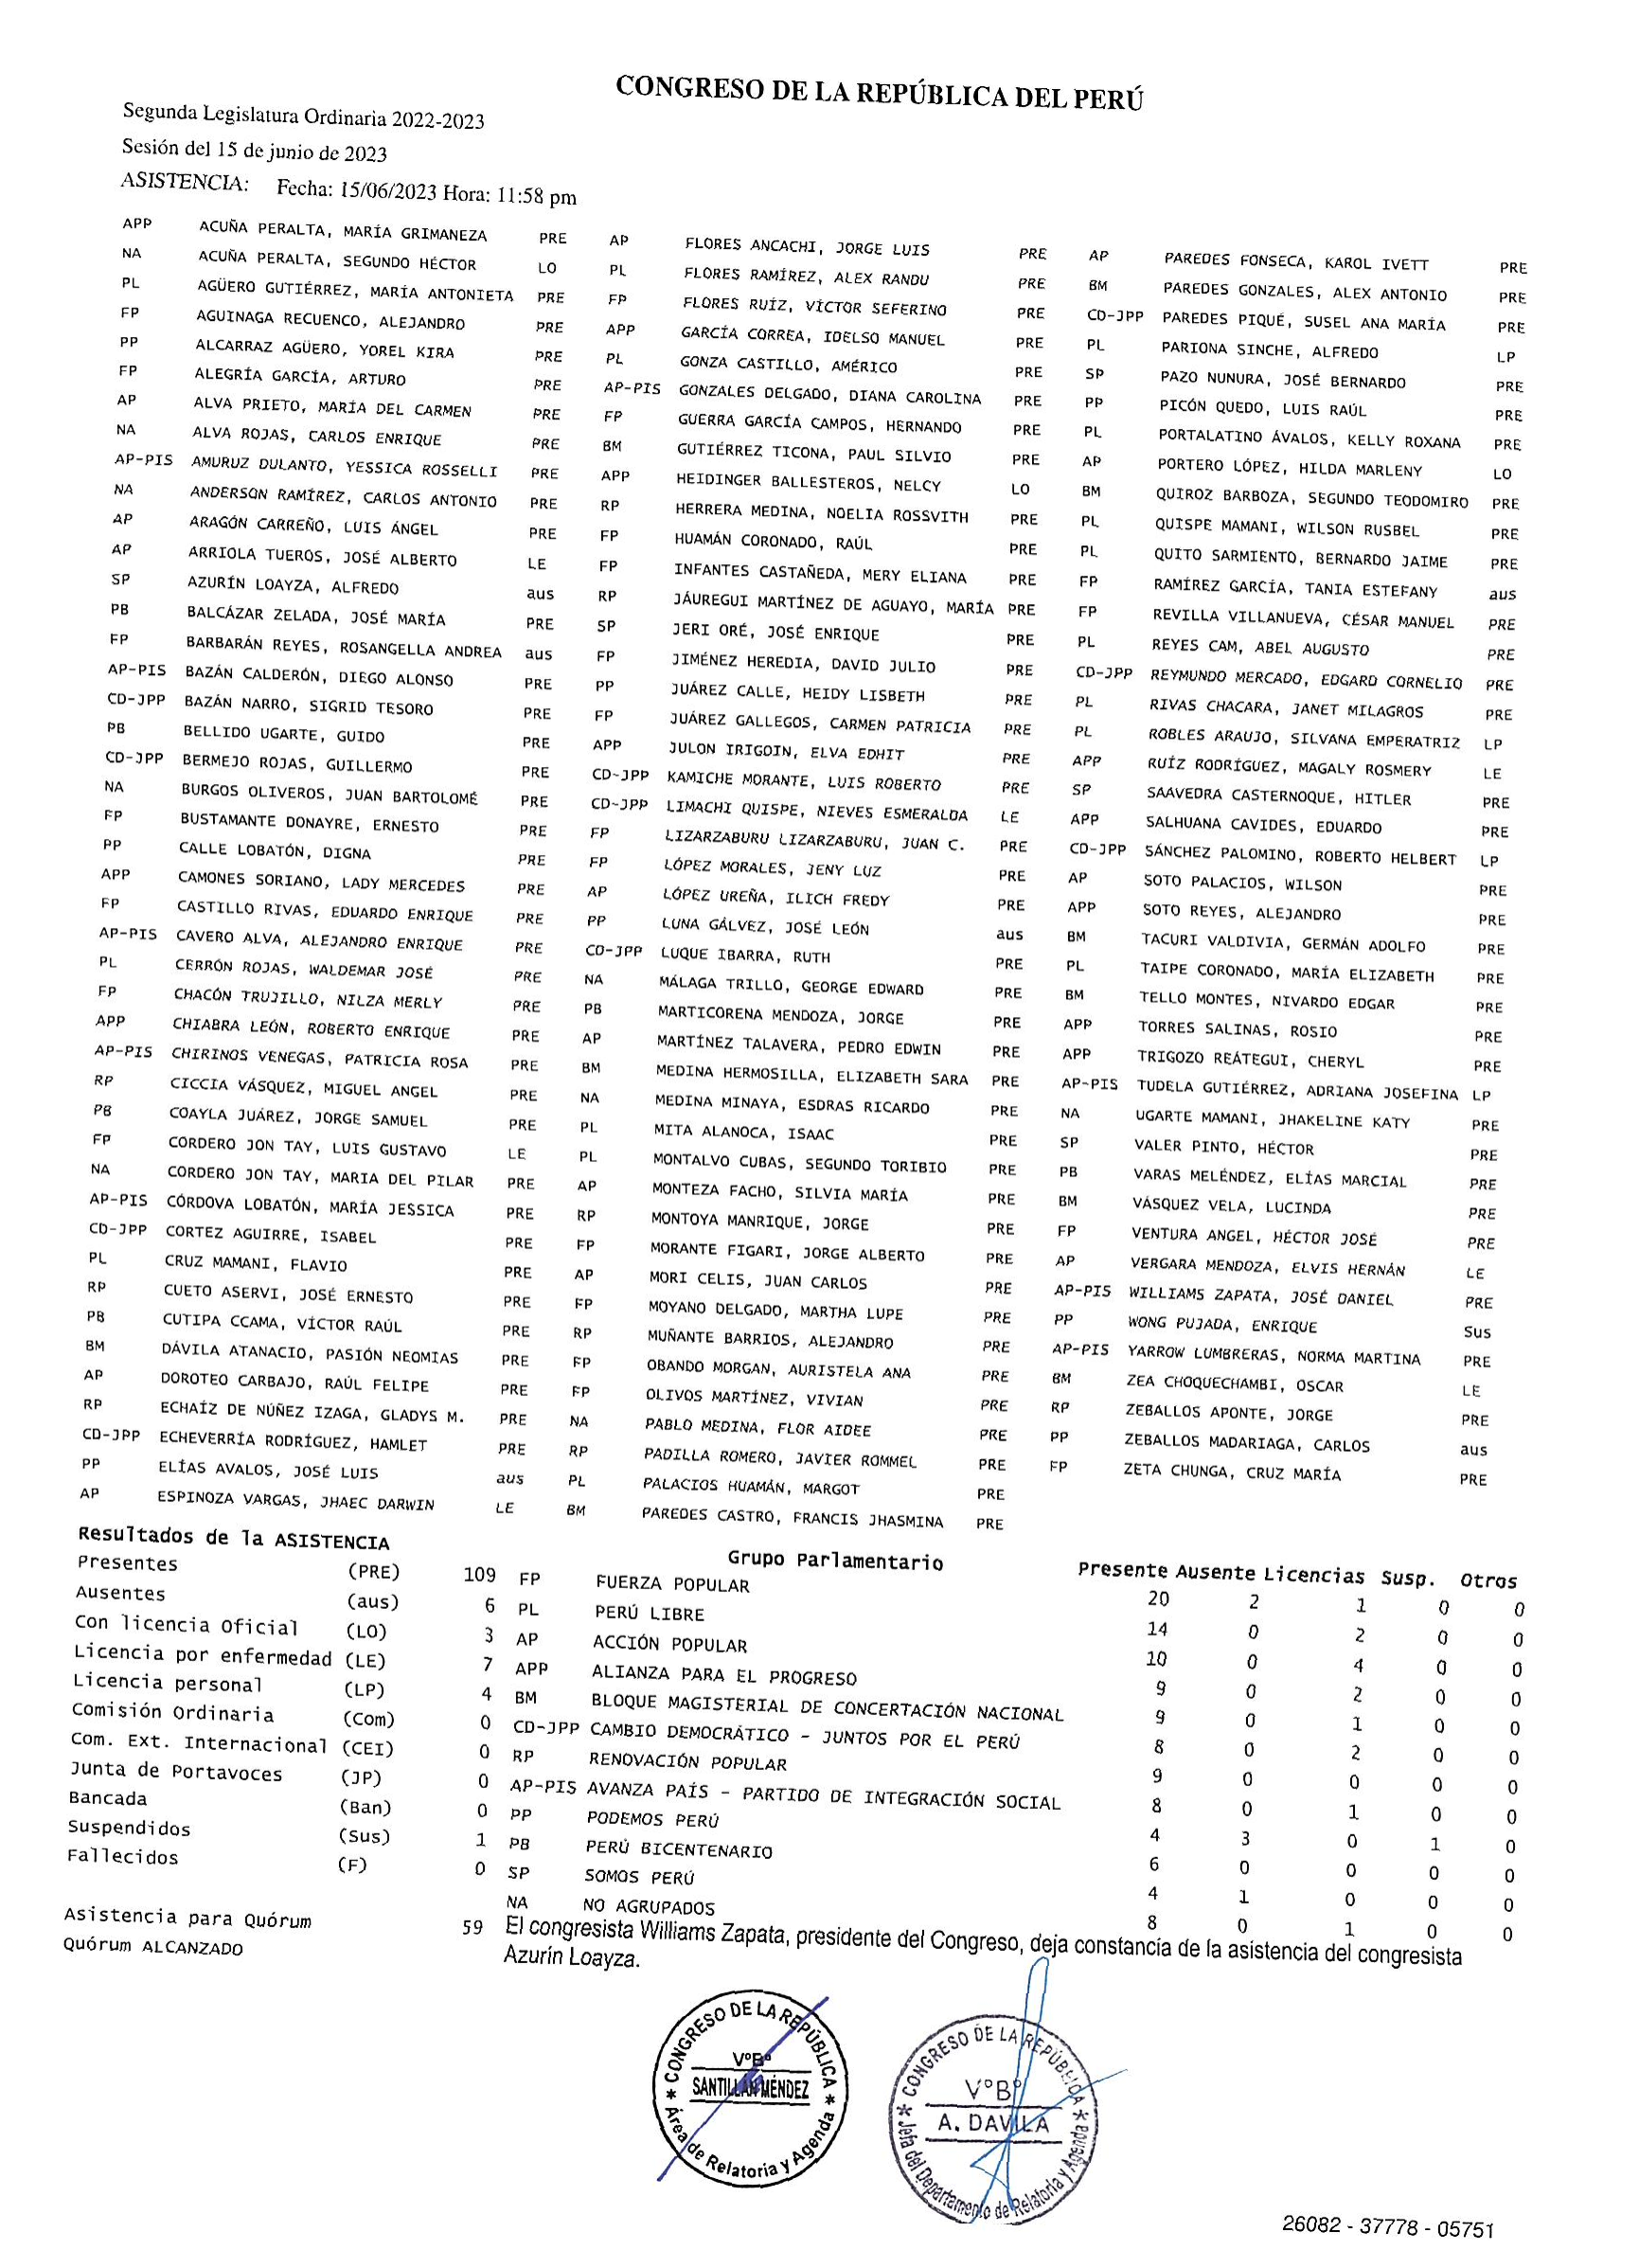 CONGRESO DE LA REPÚBLICA DEL PERÚ
Segunda Legislatura Ordinaria 2022-2023
Sesión del 15 de junio de 2023
ASISTENCIA: Fecha: 15/06/2023 Hora: 11:58 pm
APP ACUÑA PERALTA, MARÍA GRIMANEZA PRE AP FLORES ANCACHI, JORGE LUIS PRE AP PAREDES FONSECA, KAROL IVETT PRE
NA ACUÑA PERALTA, SEGUNDO HÉCTOR LO PL FLORES RAMÍREZ, ALEX RANDU PRE BM PAREDES GONZALES, ALEX ANTONIO PRE
PL AGÜERO GUTIÉRREZ, MARÍA ANTONIETA PRE FP FLORES RUÍZ, VÍCTOR SEFERINO PRE CD-JPP PAREDES PIQUÉ, SUSEL ANA MARÍA PRE
FP AGUINAGA RECUENCO, ALEJANDRO PRE APP GARCÍA CORREA, IDELSO MANUEL PRE PL PARIONA SINCHE, ALFREDO LP
PP ALCARRAZ AGÜERO, YOREL KIRA PRE PL GONZA CASTILLO, AMÉRICO PRE SP PAZO NUNURA, JOSÉ BERNARDO PRE
FP ALEGRÍA GARCÍA, ARTURO PRE AP-PIS GONZALES DELGADO, DIANA CAROLINA PRE PP PICÓN QUEDO, LUIS RAÚL PRE
AP ALVA PRIETO, MARÍA DEL CARMEN PRE FP GUERRA GARCÍA CAMPOS, HERNANDO PRE PL PORTALATINO ÁVALOS, KELLY ROXANA PRE
NA ALVA ROJAS, CARLOS ENRIQUE PRE BM GUTIÉRREZ TICONA, PAUL SILVIO PRE AP PORTERO LÓPEZ, HILDA MARLENY LO
AP-PIS AMURUZ DULANTO, YESSICA ROSSELLI PRE APP HEIDINGER BALLESTEROS, NELCY LO BM QUIROZ BARBOZA, SEGUNDO TEODOMIRO PRE
NA ANDERSON RAMÍREZ, CARLOS ANTONIO PRE RP HERRERA MEDINA, NOELIA ROSSVITH PRE PL QUISPE MAMANI, WILSON RUSBEL PRE
AP ARAGÓN CARREÑO, LUIS ÁNGEL PRE FP HUAMÁN CORONADO, RAÚL PRE PL QUITO SARMIENTO, BERNARDO JAIME PRE
AP ARRIOLA TUEROS, JOSÉ ALBERTO LE FP INFANTES CASTAÑEDA, MERY ELIANA PRE FP RAMÍREZ GARCÍA, TANIA ESTEFANY aus
SP AZURÍN LOAYZA, ALFREDO aus RP JÁUREGUI MARTÍNEZ DE AGUAYO, MARÍA PRE FP REVILLA VILLANUEVA, CÉSAR MANUEL PRE
PB BALCÁZAR ZELADA, JOSÉ MARÍA PRE SP JERI ORÉ, JOSÉ ENRIQUE PRE PL REYES CAM, ABEL AUGUSTO PRE
FP BARBARÁN REYES, ROSANGELLA ANDREA aus FP JIMÉNEZ HEREDIA, DAVID JULIO PRE CD-JPP REYMUNDO MERCADO, EDGARD CORNELIO PRE
AP-PIS BAZÁN CALDERÓN, DIEGO ALONSO PRE PP JUÁREZ CALLE, HEIDY LISBETH PRE PL RIVAS CHACARA, JANET MILAGROS PRE
CD-JPP BAZÁN NARRO, SIGRID TESORO PRE FP JUÁREZ GALLEGOS, CARMEN PATRICIA PRE PL ROBLES ARAUJO, SILVANA EMPERATRIZ LP
PB BELLIDO UGARTE, GUIDO PRE APP JULON IRIGOIN, ELVA EDHIT PRE APP RUÍZ RODRÍGUEZ, MAGALY ROSMERY LE
CD-JPP BERMEJO ROJAS, GUILLERMO PRE CD-JPP KAMICHE MORANTE, LUIS ROBERTO PRE SP SAAVEDRA CASTERNOQUE, HITLER PRE
NA BURGOS OLIVEROS, JUAN BARTOLOMÉ PRE CD-JPP LIMACHI QUISPE, NIEVES ESMERALDA LE APP SALHUANA CAVIDES, EDUARDO PRE
FP BUSTAMANTE DONAYRE, ERNESTO PRE FP LIZARZABURU LIZARZABURU, JUAN C. PRE CD-JPP SÁNCHEZ PALOMINO, ROBERTO HELBERT LP
PP CALLE LOBATÓN, DIGNA PRE FP LÓPEZ MORALES, JENY LUZ PRE AP SOTO PALACIOS, WILSON PRE
APP CAMONES SORIANO, LADY MERCEDES PRE AP LÓPEZ UREÑA, ILICH FREDY PRE APP SOTO REYES, ALEJANDRO PRE
FP CASTILLO RIVAS, EDUARDO ENRIQUE PRE PP LUNA GÁLVEZ, JOSÉ LEÓN aus BM TACURI VALDIVIA, GERMÁN ADOLFO PRE
AP-PIS CAVERO ALVA, ALEJANDRO ENRIQUE PRE CD-JPP LUQUE IBARRA, RUTH PRE PL TAIPE CORONADO, MARÍA ELIZABETH PRE
PL CERRÓN ROJAS, WALDEMAR JOSÉ PRE NA MÁLAGA TRILLO, GEORGE EDWARD PRE BM TELLO MONTES, NIVARDO EDGAR PRE
FP CHACÓN TRUJILLO, NILZA MERLY PRE PB MARTICORENA MENDOZA, JORGE PRE APP TORRES SALINAS, ROSIO PRE
APP CHIABRA LEÓN, ROBERTO ENRIQUE PRE AP MARTÍNEZ TALAVERA, PEDRO EDWIN PRE APP TRIGOZO REÁTEGUI, CHERYL PRE
AP-PIS CHIRINOS VENEGAS, PATRICIA ROSA PRE BM MEDINA HERMOSILLA, ELIZABETH SARA PRE AP-PIS TUDELA GUTIÉRREZ, ADRIANA JOSEFINA LP
RP CICCIA VÁSQUEZ, MIGUEL ANGEL PRE NA MEDINA MINAYA, ESDRAS RICARDO PRE NA UGARTE MAMANI, JHAKELINE KATY PRE
PB COAYLA JUÁREZ, JORGE SAMUEL PRE PL MITA ALANOCA, ISAAC PRE SP VALER PINTO, HÉCTOR PRE
FP CORDERO JON TAY, LUIS GUSTAVO LE PL MONTALVO CUBAS, SEGUNDO TORIBIO PRE PB VARAS MELÉNDEZ, ELÍAS MARCIAL PRE
NA CORDERO JON TAY, MARIA DEL PILAR PRE AP MONTEZA FACHO, SILVIA MARÍA PRE BM VÁSQUEZ VELA, LUCINDA PRE
AP-PIS CÓRDOVA LOBATÓN, MARÍA JESSICA PRE RP MONTOYA MANRIQUE, JORGE PRE FP VENTURA ANGEL, HÉCTOR JOSÉ PRE
CD-JPP CORTEZ AGUIRRE, ISABEL PRE FP MORANTE FIGARI, JORGE ALBERTO PRE AP VERGARA MENDOZA, ELVIS HERNÁN LE
PL CRUZ MAMANI, FLAVIO PRE AP MORI CELIS, JUAN CARLOS PRE AP-PIS WILLIAMS ZAPATA, JOSÉ DANIEL PRE
RP CUETO ASERVI, JOSÉ ERNESTO PRE FP MOYANO DELGADO, MARTHA LUPE PRE PP WONG PUJADA, ENRIQUE Sus
PB CUTIPA CCAMA, VÍCTOR RAÚL PRE RP MUÑANTE BARRIOS, ALEJANDRO PRE AP-PIS YARROW LUMBRERAS, NORMA MARTINA PRE
BM DÁVILA ATANACIO, PASIÓN NEOMIAS PRE FP OBANDO MORGAN, AURISTELA ANA PRE BM ZEA CHOQUECHAMBI, OSCAR LE
AP DOROTEO CARBAJO, RAÚL FELIPE PRE FP OLIVOS MARTÍNEZ, VIVIAN PRE RP ZEBALLOS APONTE, JORGE PRE
RP ECHAÍZ DE NÚÑEZ IZAGA, GLADYS M. PRE NA PABLO MEDINA, FLOR AIDEE PRE PP ZEBALLOS MADARIAGA, CARLOS aus
CD-JPP ECHEVERRÍA RODRÍGUEZ, HAMLET PRE RP PADILLA ROMERO, JAVIER ROMMEL PRE FP ZETA CHUNGA, CRUZ MARÍA PRE
PP ELÍAS AVALOS, JOSÉ LUIS aus PL PALACIOS HUAMÁN, MARGOT PRE
AP ESPINOZA VARGAS, JHAEC DARWIN LE BM PAREDES CASTRO, FRANCIS JHASMINA PRE
Resultados de la ASISTENCIA Grupo Parlamentario Presente Ausente Licencias Susp. Otros
Presentes (PRE) 109 FP FUERZA POPULAR 20 2 1 0 0
Ausentes (aus) 6 PL PERÚ LIBRE 14 0 2 0 0
Con licencia Oficial (LO) 3 AP ACCIÓN POPULAR 10 0 4 0 0
Licencia por enfermedad (LE) 7 APP ALIANZA PARA EL PROGRESO 9 0 2 0 0
Licencia personal (LP) 4 BM BLOQUE MAGISTERIAL DE CONCERTACIÓN NACIONAL 9 0 1 0 0
Comisión Ordinaria (Com) 0 CD-JPP CAMBIO DEMOCRÁTICO - JUNTOS POR EL PERÚ 8 0 2 0 0
Com. Ext. Internacional (CEI) 0 RP RENOVACIÓN POPULAR 9 0 0 0 0
Junta de Portavoces (JP) 0 AP-PIS AVANZA PAÍS - PARTIDO DE INTEGRACIÓN SOCIAL 8 0 1 0 0
Bancada (Ban) 0 PP PODEMOS PERÚ 4 3 0 1 0
Suspendidos (Sus) 1 PB PERÚ BICENTENARIO 6 0 0 0 0
Fallecidos (F) 0 SP SOMOS PERÚ 4 1 0 0 0
NA NO AGRUPADOS 8 0 1 0 0
Asistencia para Quórum 59 El congresista Williams Zapata, presidente del Congreso, deja constancia de la asistencia del congresista
Quórum ALCANZADO Azurín Loayza.
CONGRESO DE LA REPÚBLICA
V°B°
SANTILLAN MÉNDEZ
Área de Relatoria y Agenda
CONGRESO DE LA REPÚBLICA
V°B°
A. DAVILA
Jefa del Departamento de Relatoría y Agenda
26082 - 37778 - 05751